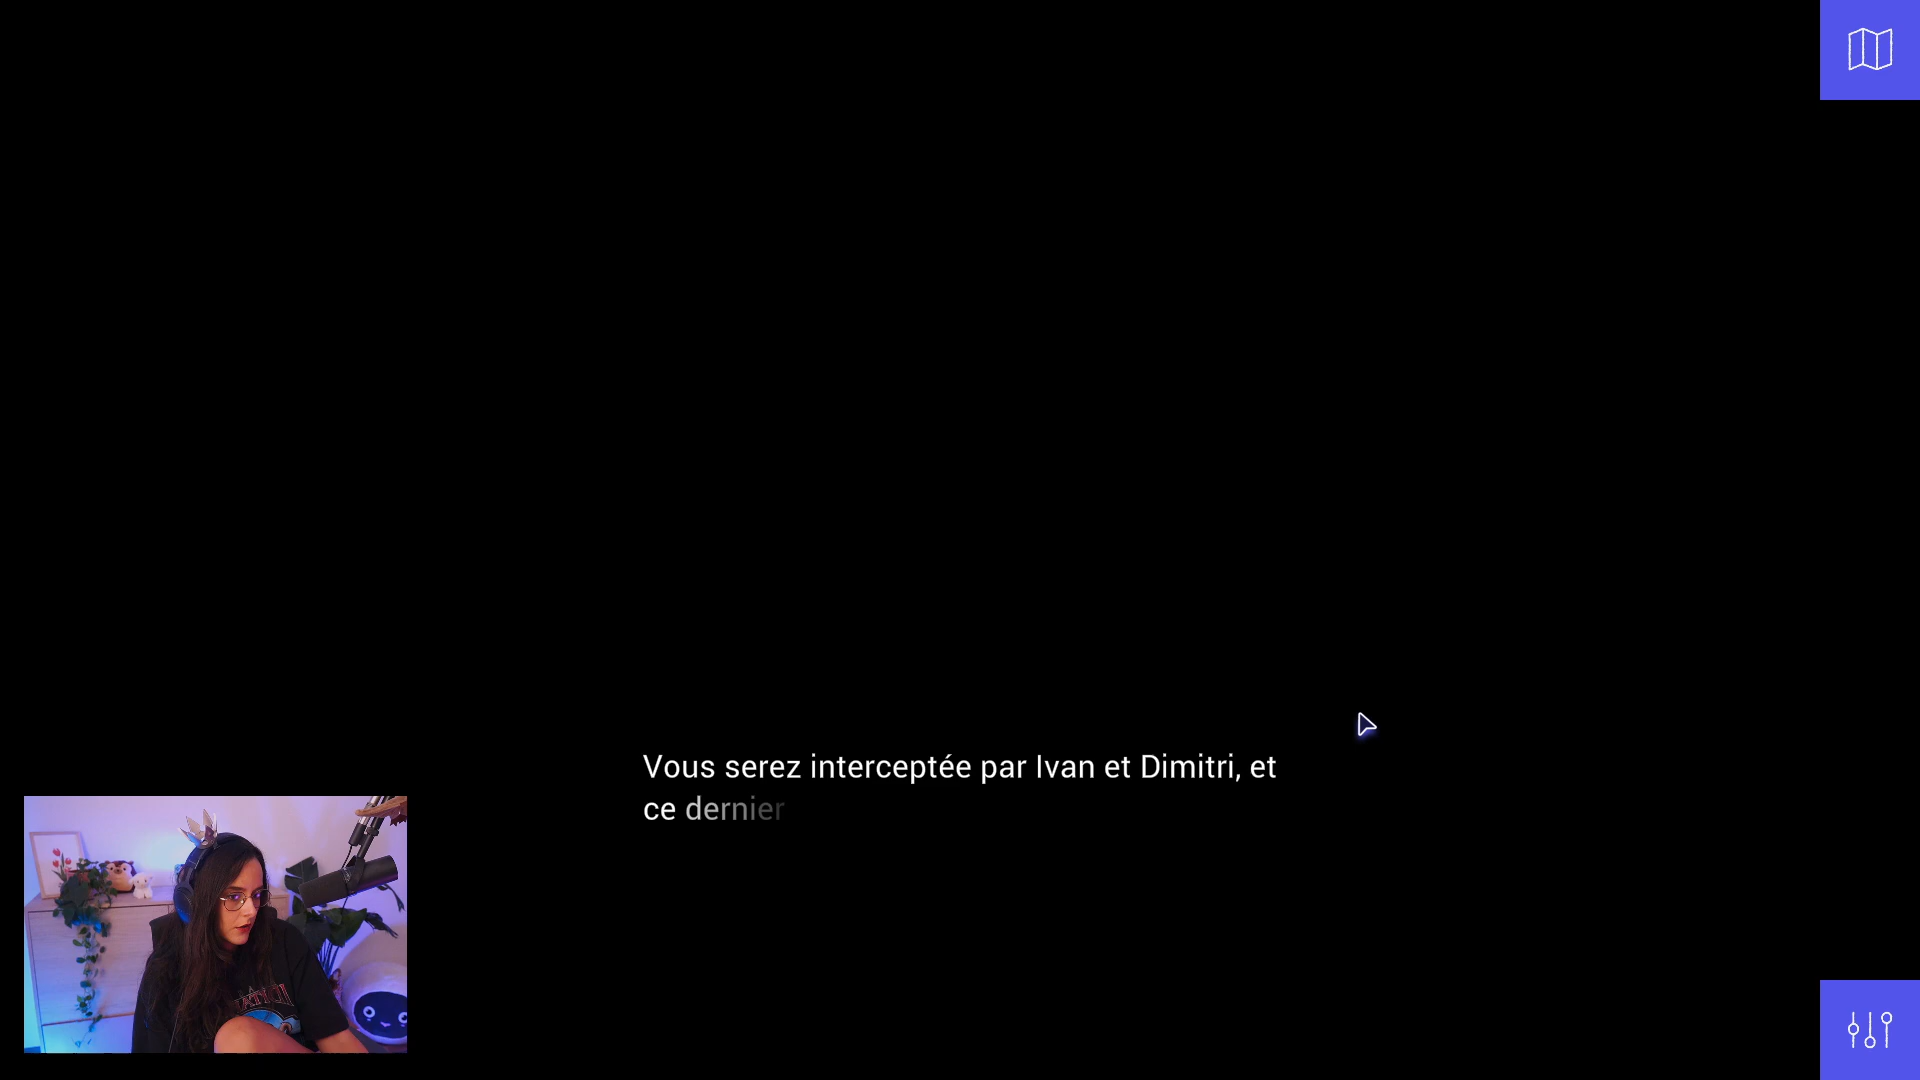 Vous serez interceptée par Ivan et Dimitri, et
ce dernier